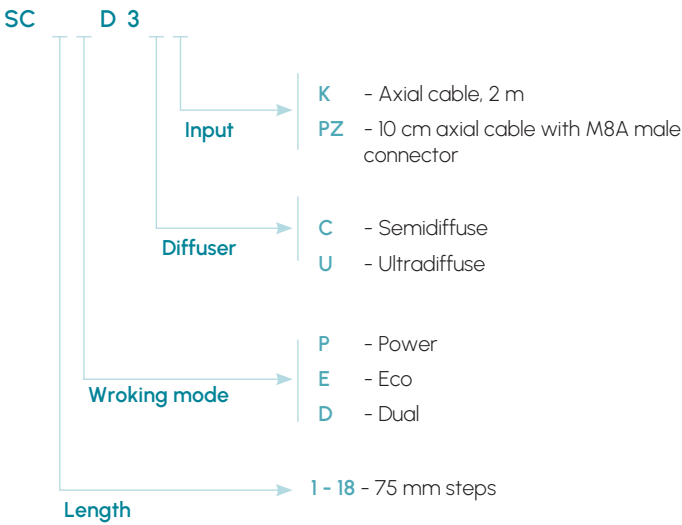 SC D 3
K - Axial cable, 2 m
Input
PZ - 10 cm axial cable with M8A male
connector
C - Semidiffuse
Diffuser
U - Ultradiffuse
P - Power
E - Eco
Wroking mode
D - Dual
1 - 18 - 75 mm steps
Length